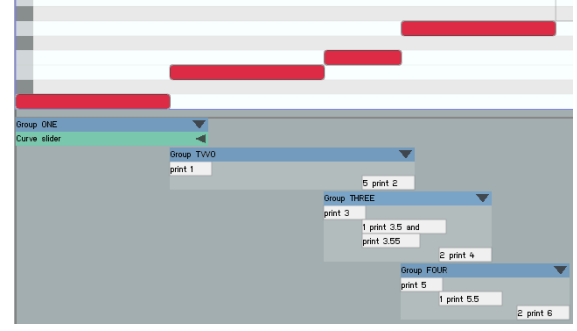 Group ONE
Curve slider
Group TWO
print 1
5 print 2
Group THREE
print 3
1 print 3.5 and
print 3.55
2 print 4
Group FOUR
print 5
1 print 5.5
2 print 6